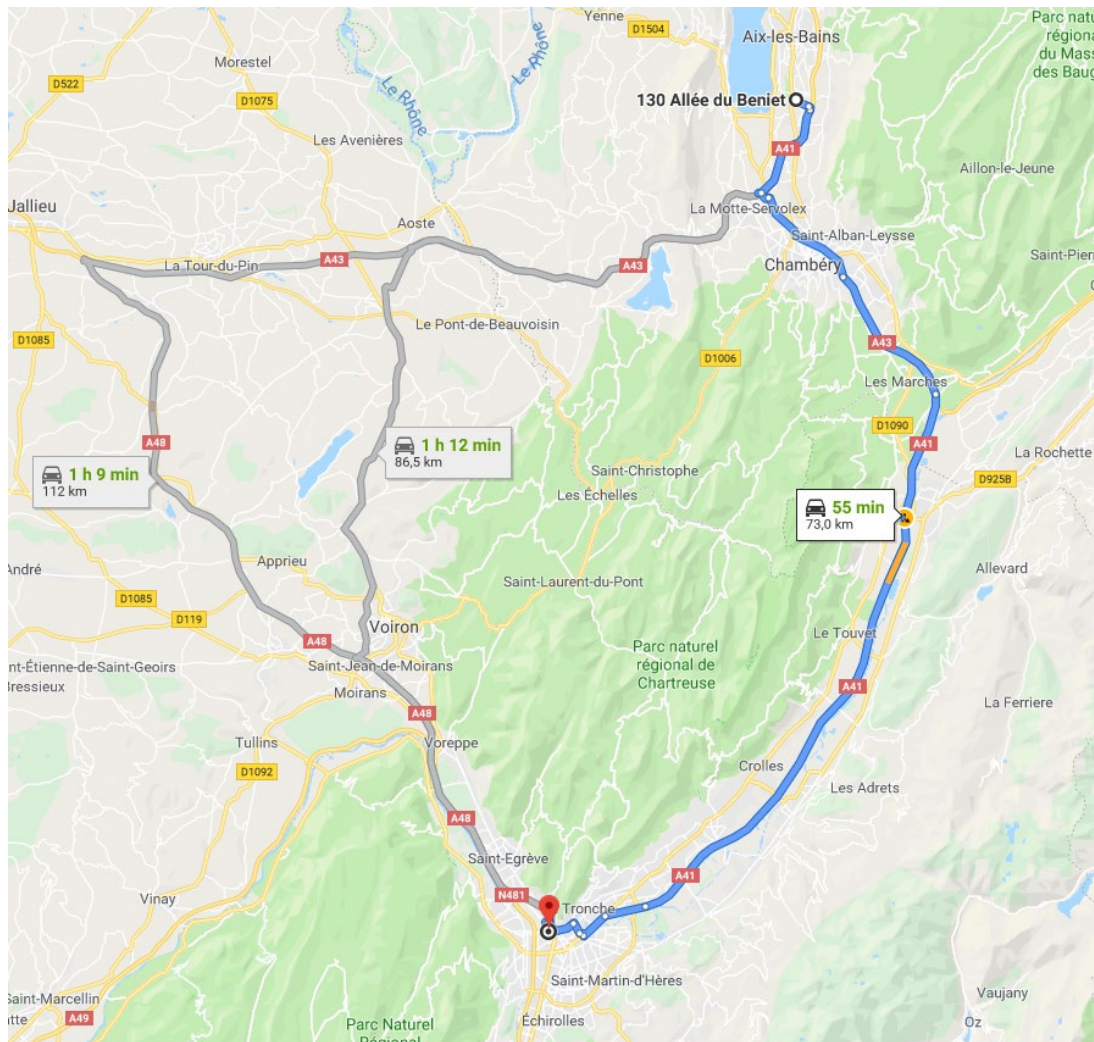 Yenne
D1504
Aix-les-Bains
Parc natu
régional
du Mass
des Baug
Morestel
D522
Le Rhône
D1075
Le Rhône
130 Allée du Beniet
Les Avenières
A41
Aillon-le-Jeune
Jallieu
La Motte-Servolex
Aoste
Saint-Alban-Leysse
La Tour-du-Pin
A43
A43
Chambéry
Saint-Pierr
Le Pont-de-Beauvoisin
D1085
D1006
A43
Les Marches
D1090
A41
A48
1 h 12 min
86,5 km
1 h 9 min
112 km
La Rochette
Saint-Christophe
D925B
Les Échelles
55 min
73,0 km
Apprieu
André
Saint-Laurent-du-Pont
Allevard
D1085
D119
Voiron
Le Touvet
A48
Saint-Jean-de-Moirans
nt-Étienne-de-Saint-Geoirs
Bressieux
Moirans
Parc naturel
régional de
Chartreuse
A41
La Ferriere
A48
Tullins
Voreppe
D1092
Crolles
Les Adrets
A48
Saint-Egrève
A41
N481
Vinay
Tronche
Saint-Martin-d'Hères
Saint-Marcellin
atte
A49
Parc Naturel
Régional
Échirolles
Vaujany
Oz